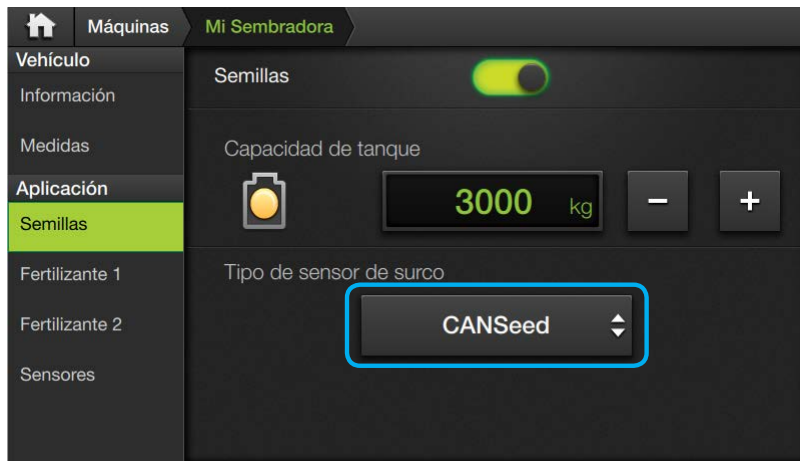 Máquinas
Mi Sembradora
Vehículo
Información
Medidas
Aplicación
Semillas
Fertilizante 1
Fertilizante 2
Sensores
Semillas
Capacidad de tanque
3000 kg
Tipo de sensor de surco
CANSeed